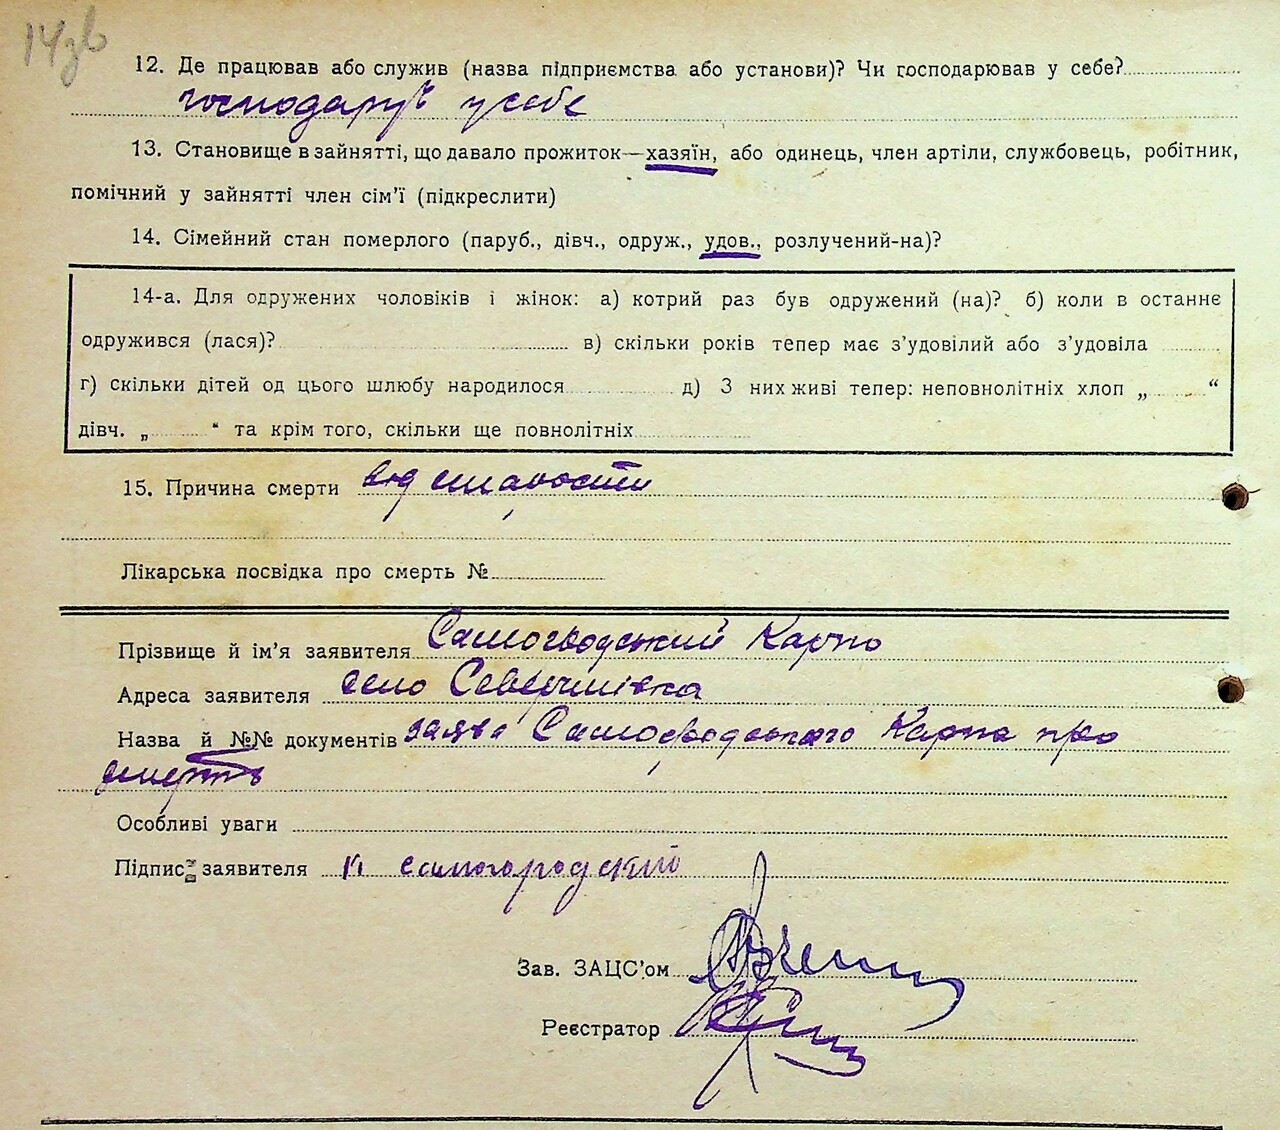 14зв
12. Де працював або служив (назва підприємства або установи)? Чи господарював у себе?
господарує у себе
13. Становище в зайнятті, що давало прожиток—хазяїн, або одинець, член артіли, службовець, робітник,
помічний у зайнятті член сім'ї (підкреслити)
14. Сімейний стан померлого (паруб., дівч., одруж., удов., розлучений-на)?
14-а. Для одружених чоловіків і жінок: а) котрий раз був одружений (на)? б) коли в останнє
одружився (лася)? в) скільки років тепер має з'удовілий або з'удовіла
г) скільки дітей од цього шлюбу народилося д) З них живі тепер: неповнолітніх хлоп „ “
дівч. „ “ та крім того, скільки ще повнолітніх
15. Причина смерти від старости
Лікарська посвідка про смерть №
Прізвище й ім'я заявителя Самогородський Карпо
Адреса заявителя село Северинівка
Назва й №№ документів заява Самогородського Карпа про
смерть
Особливі уваги
Підпис заявителя К самогородский
Зав. ЗАЦС'ом
Реєстратор